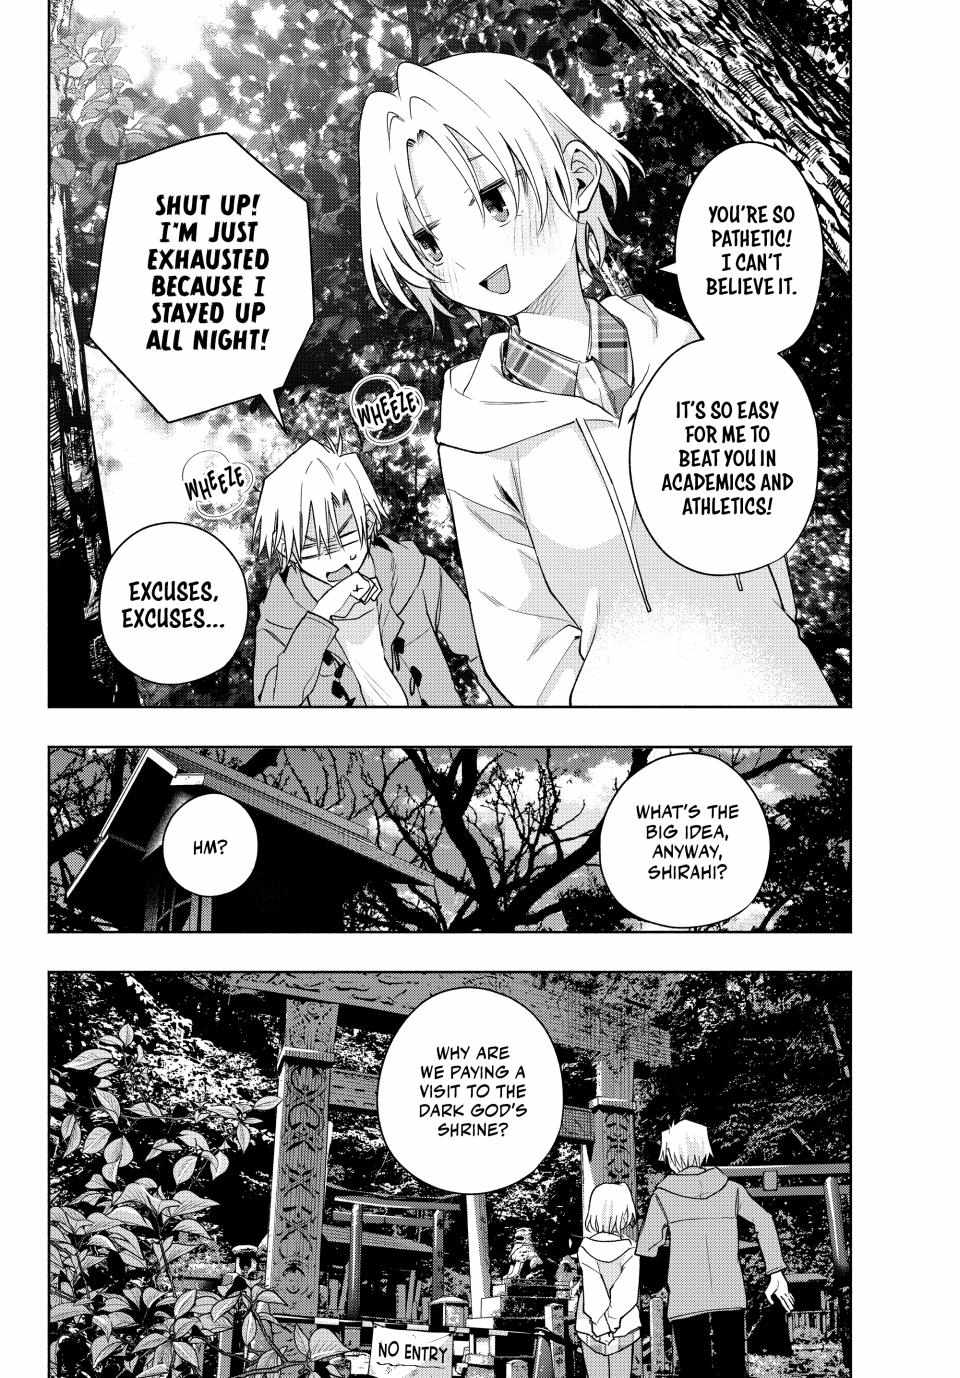 YOU'RE SO
PATHETIC!
I CAN'T
BELIEVE IT.
IT'S SO EASY
FOR ME TO
BEAT YOU IN
ACADEMICS AND
ATHLETICS!
SHUT UP!
I'M JUST
EXHAUSTED
BECAUSE I
STAYED UP
ALL NIGHT!
WHEEZE
WHEEZE
EXCUSES,
EXCUSES...
WHAT'S THE
BIG IDEA,
ANYWAY,
SHIRAHI?
HM?
WHY ARE
WE PAYING A
VISIT TO THE
DARK GOD'S
SHRINE?
NO ENTRY